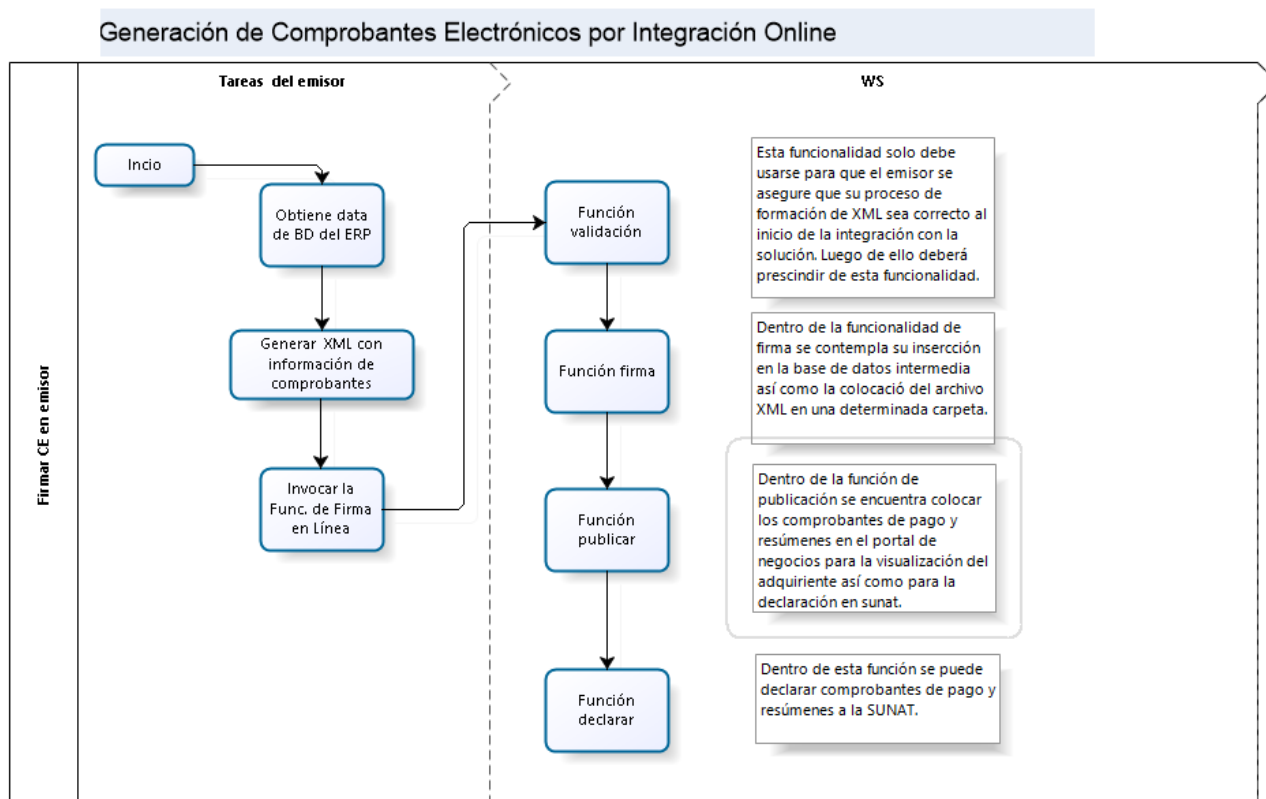 Generación de Comprobantes Electrónicos por Integración Online
Tareas del emisor
WS
Firmar CE en emisor
Incio
Obtiene data
de BD del ERP
Generar XML con
información de
comprobantes
Invocar la
Func. de Firma
en Línea
Función
validación
Función firma
Función
publicar
Función
declarar
Esta funcionalidad solo debe
usarse para que el emisor se
asegure que su proceso de
formación de XML sea correcto al
inicio de la integración con la
solución. Luego de ello deberá
prescindir de esta funcionalidad.
Dentro de la funcionalidad de
firma se contempla su insercción
en la base de datos intermedia
así como la colocació del archivo
XML en una determinada carpeta.
Dentro de la función de
publicación se encuentra colocar
los comprobantes de pago y
resúmenes en el portal de
negocios para la visualización del
adquiriente así como para la
declaración en sunat.
Dentro de esta función se puede
declarar comprobantes de pago y
resúmenes a la SUNAT.